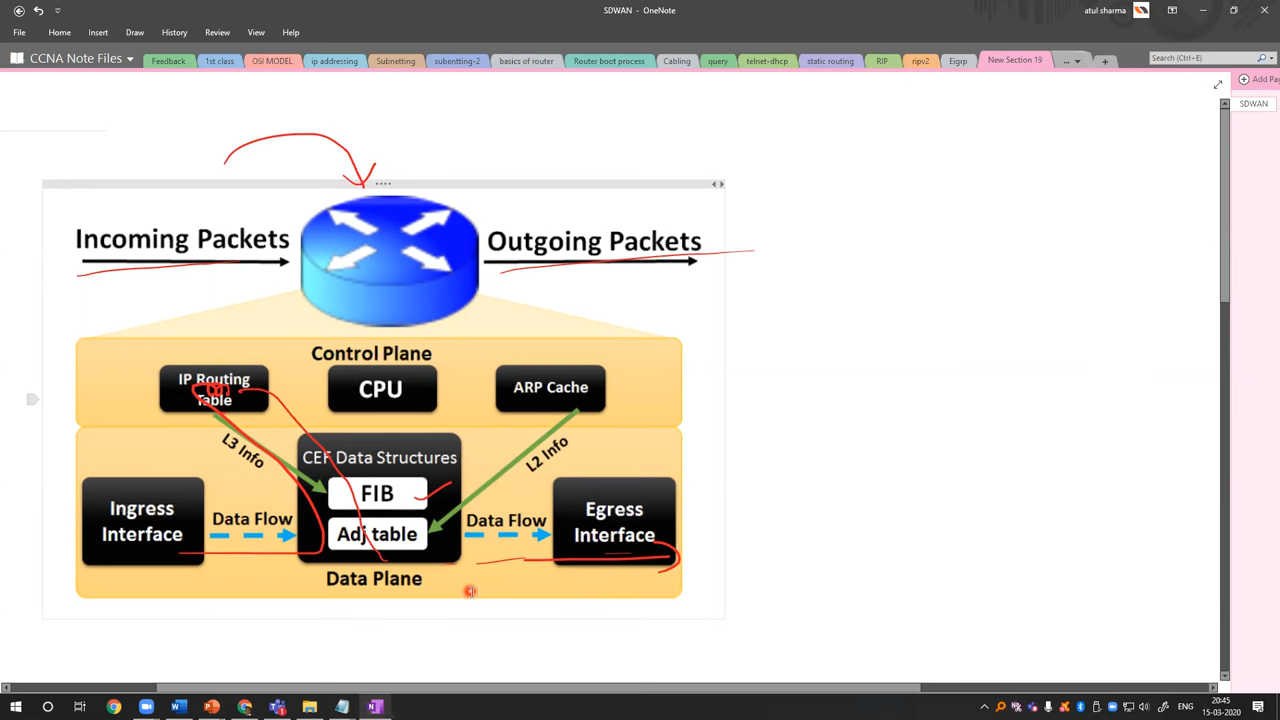 SDWAN - OneNote
atul sharma
File Home Insert Draw History Review View Help
CCNA Note Files
Feedback 1st class OSI MODEL ip addressing Subnetting subentting-2 basics of router Router boot process Cabling query telnet-dhcp static routing RIP ripv2 Eigrp New Section 19 ...
Search (Ctrl+E)
Add Pag
SDWAN
Incoming Packets
Outgoing Packets
Control Plane
IP Routing
Table
CPU
ARP Cache
L3 Info
L2 Info
CEF Data Structures
FIB
Adj table
Ingress
Interface
Data Flow
Data Flow
Egress
Interface
Data Plane
ENG
20:45
15-03-2020